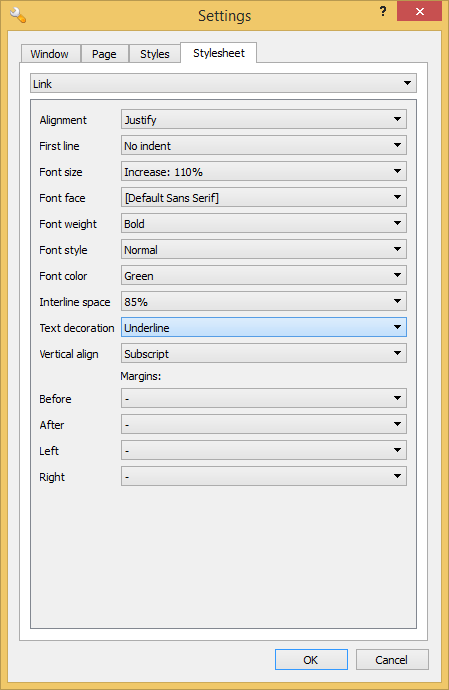 Settings
?
Window Page Styles Stylesheet
Link
Alignment Justify
First line No indent
Font size Increase: 110%
Font face [Default Sans Serif]
Font weight Bold
Font style Normal
Font color Green
Interline space 85%
Text decoration Underline
Vertical align Subscript
Margins:
Before -
After -
Left -
Right -
OK Cancel